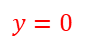 y = 0